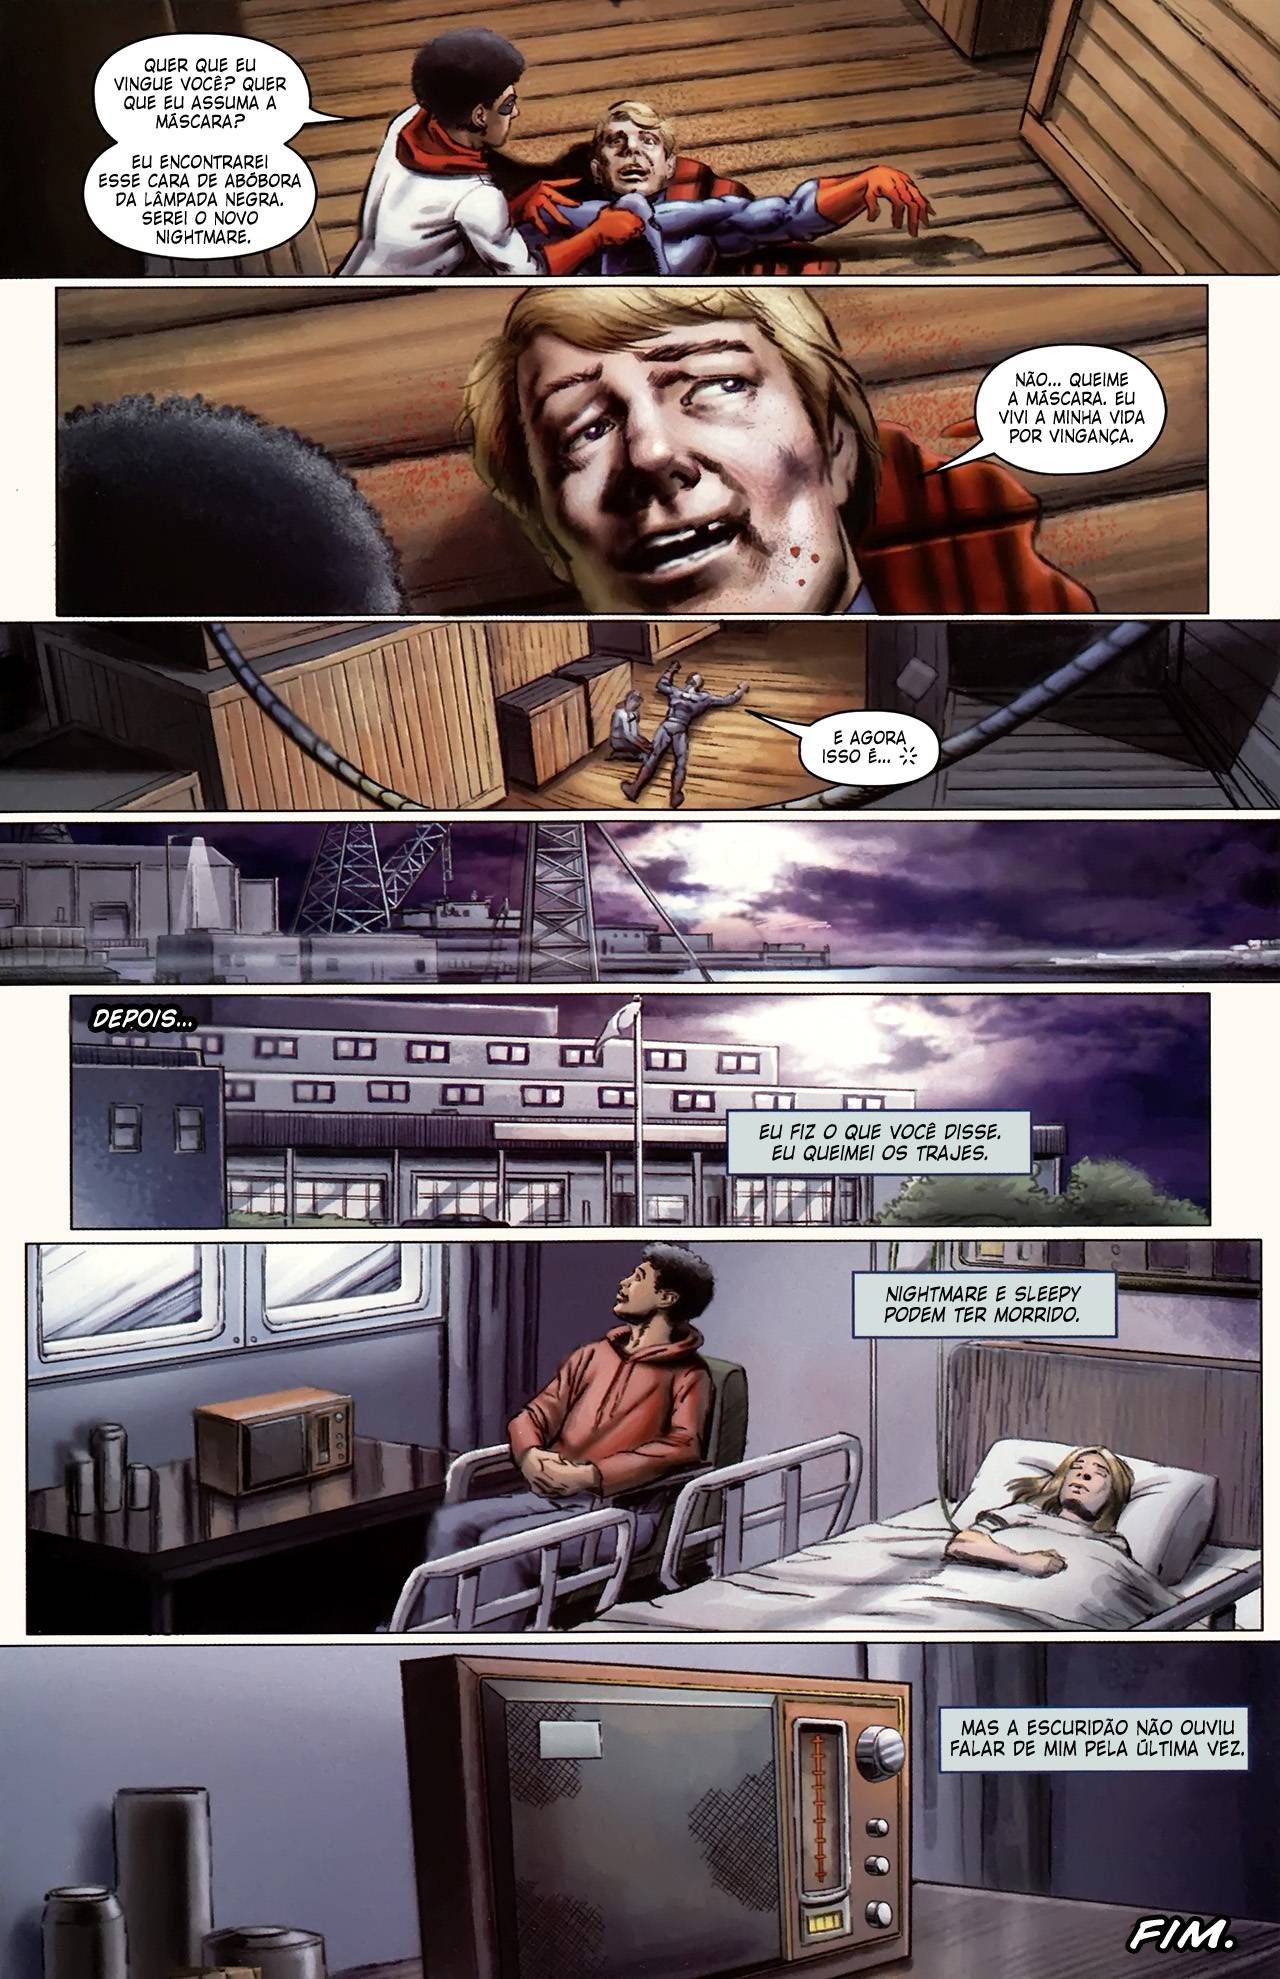 QUER QUE EU
VINGUE VOCÊ? QUER
QUE EU ASSUMA A
MÁSCARA?
EU ENCONTRAREI
ESSE CARA DE ABÓBORA
DA LÂMPADA NEGRA.
SEREI O NOVO
NIGHTMARE.
NÃO... QUEIME
A MÁSCARA. EU
VIVI A MINHA VIDA
POR VINGANÇA.
E AGORA
ISSO É...
DEPOIS...
EU FIZ O QUE VOCÊ DISSE.
EU QUEIMEI OS TRAJES.
NIGHTMARE E SLEEPY
PODEM TER MORRIDO.
MAS A ESCURIDÃO NÃO OUVIU
FALAR DE MIM PELA ÚLTIMA VEZ.
FIM.